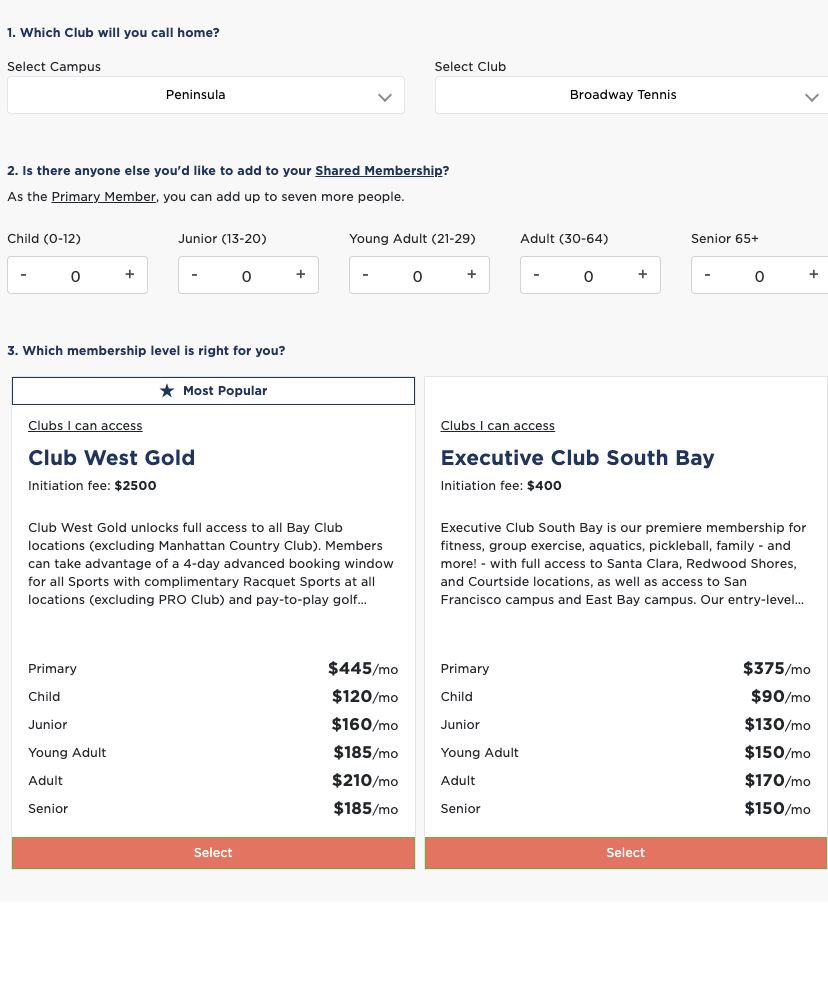 1. Which Club will you call home?
Select Campus
Select Club
Peninsula
Broadway Tennis
2. Is there anyone else you'd like to add to your Shared Membership?
As the Primary Member, you can add up to seven more people.
Child (0-12)
Junior (13-20)
Young Adult (21-29)
Adult (30-64)
Senior 65+
- 0 +
- 0 +
- 0 +
- 0 +
- 0 +
3. Which membership level is right for you?
★ Most Popular
Clubs I can access
Club West Gold
Initiation fee: $2500
Club West Gold unlocks full access to all Bay Club
locations (excluding Manhattan Country Club). Members
can take advantage of a 4-day advanced booking window
for all Sports with complimentary Racquet Sports at all
locations (excluding PRO Club) and pay-to-play golf...
Primary $445/mo
Child $120/mo
Junior $160/mo
Young Adult $185/mo
Adult $210/mo
Senior $185/mo
Select
Clubs I can access
Executive Club South Bay
Initiation fee: $400
Executive Club South Bay is our premiere membership for
fitness, group exercise, aquatics, pickleball, family - and
more! - with full access to Santa Clara, Redwood Shores,
and Courtside locations, as well as access to San
Francisco campus and East Bay campus. Our entry-level...
Primary $375/mo
Child $90/mo
Junior $130/mo
Young Adult $150/mo
Adult $170/mo
Senior $150/mo
Select